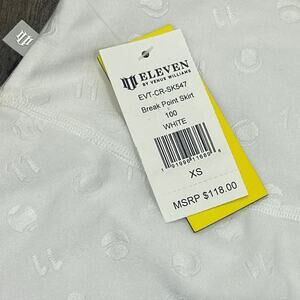 ELEVEN
BY VENUS WILLIAMS
EVT-CR-SK547
Break Point Skirt
100
WHITE
XS
MSRP $118.00